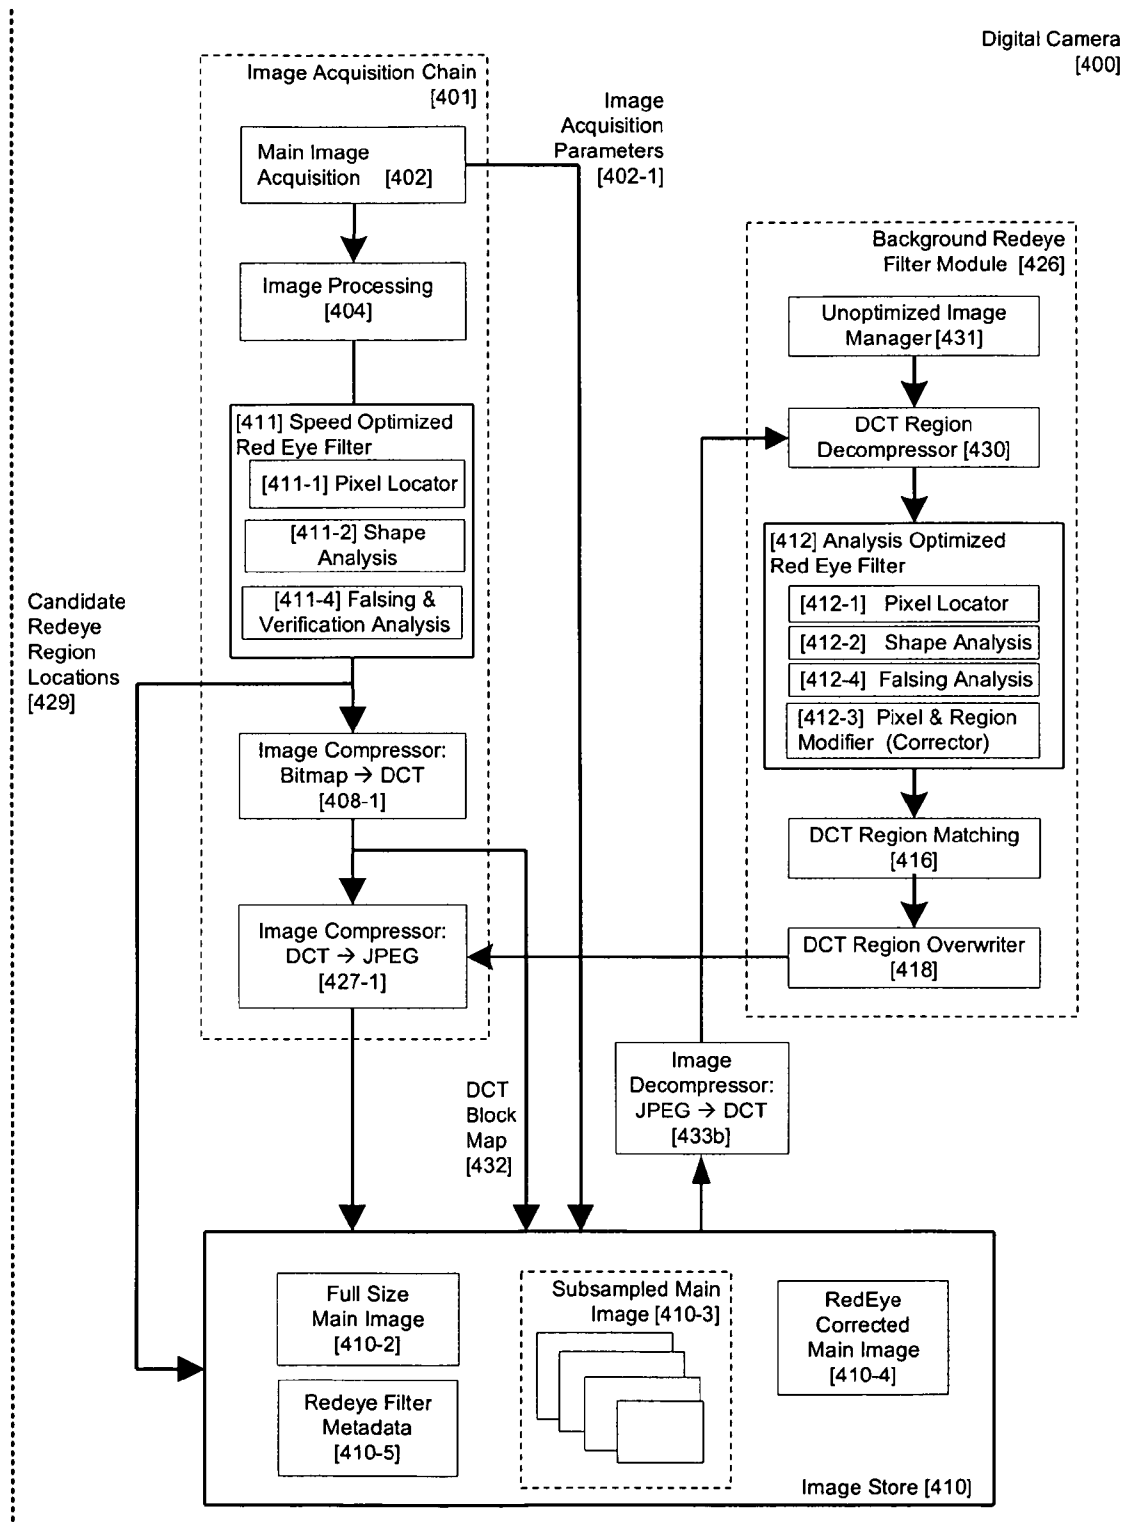 Digital Camera
[400]
Image Acquisition Chain
[401]
Image
Acquisition
Parameters
[402-1]
Main Image
Acquisition [402]
Image Processing
[404]
[411] Speed Optimized
Red Eye Filter
[411-1] Pixel Locator
[411-2] Shape
Analysis
[411-4] Falsing &
Verification Analysis
Candidate
Redeye
Region
Locations
[429]
Image Compressor:
Bitmap → DCT
[408-1]
Image Compressor:
DCT → JPEG
[427-1]
Background Redeye
Filter Module [426]
Unoptimized Image
Manager [431]
DCT Region
Decompressor [430]
[412] Analysis Optimized
Red Eye Filter
[412-1] Pixel Locator
[412-2] Shape Analysis
[412-4] Falsing Analysis
[412-3] Pixel & Region
Modifier (Corrector)
DCT Region Matching
[416]
DCT Region Overwriter
[418]
Image
Decompressor:
JPEG → DCT
[433b]
DCT
Block
Map
[432]
Full Size
Main Image
[410-2]
Redeye Filter
Metadata
[410-5]
Subsampled Main
Image [410-3]
RedEye
Corrected
Main Image
[410-4]
Image Store [410]